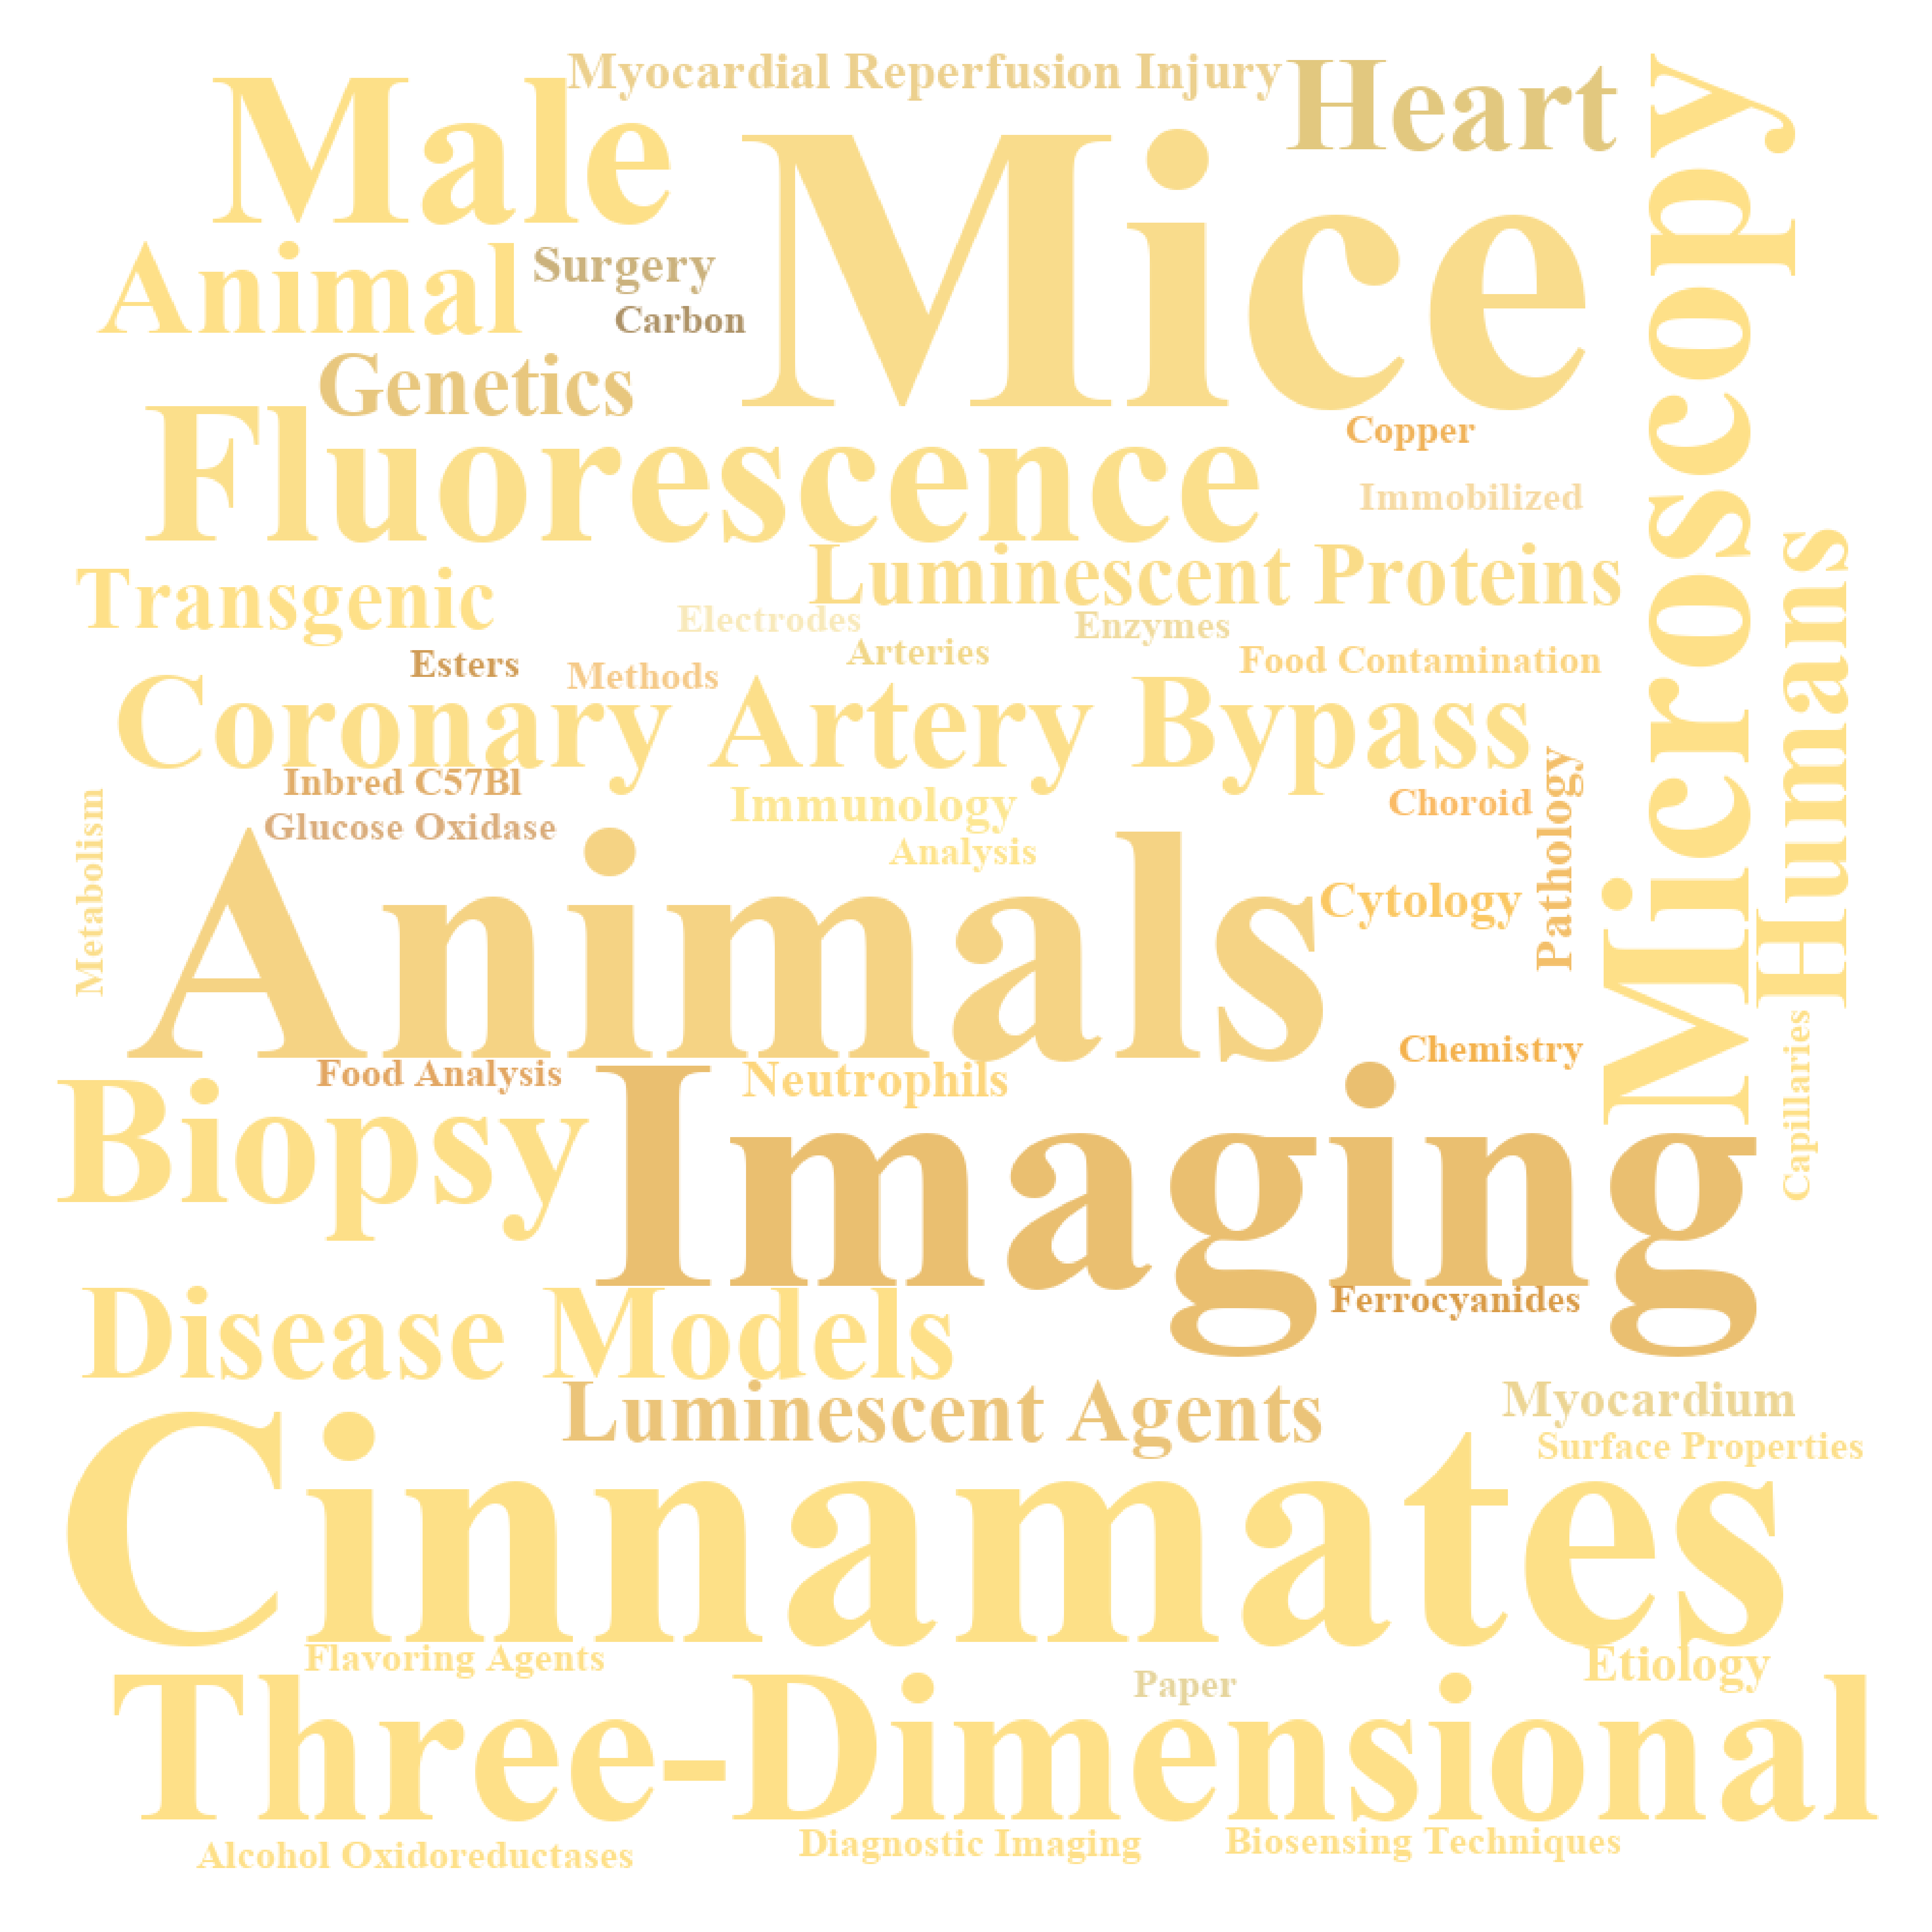 Myocardial Reperfusion Injury
Heart
Male
Mice
Microscopy
Animal
Surgery
Carbon
Genetics
Fluorescence
Copper
Immobilized
Luminescent Proteins
Transgenic
Electrodes
Enzymes
Humans
Arteries
Food Contamination
Esters
Methods
Coronary Artery Bypass
Inbred C57Bl
Immunology
Choroid
Pathology
Metabolism
Glucose Oxidase
Analysis
Animals
Cytology
Chemistry
Food Analysis
Neutrophils
Capillaries
Biopsy
Imaging
Ferrocyanides
Disease Models
Luminescent Agents
Myocardium
Surface Properties
Cinnamates
Flavoring Agents
Etiology
Paper
Three-Dimensional
Alcohol Oxidoreductases
Diagnostic Imaging
Biosensing Techniques